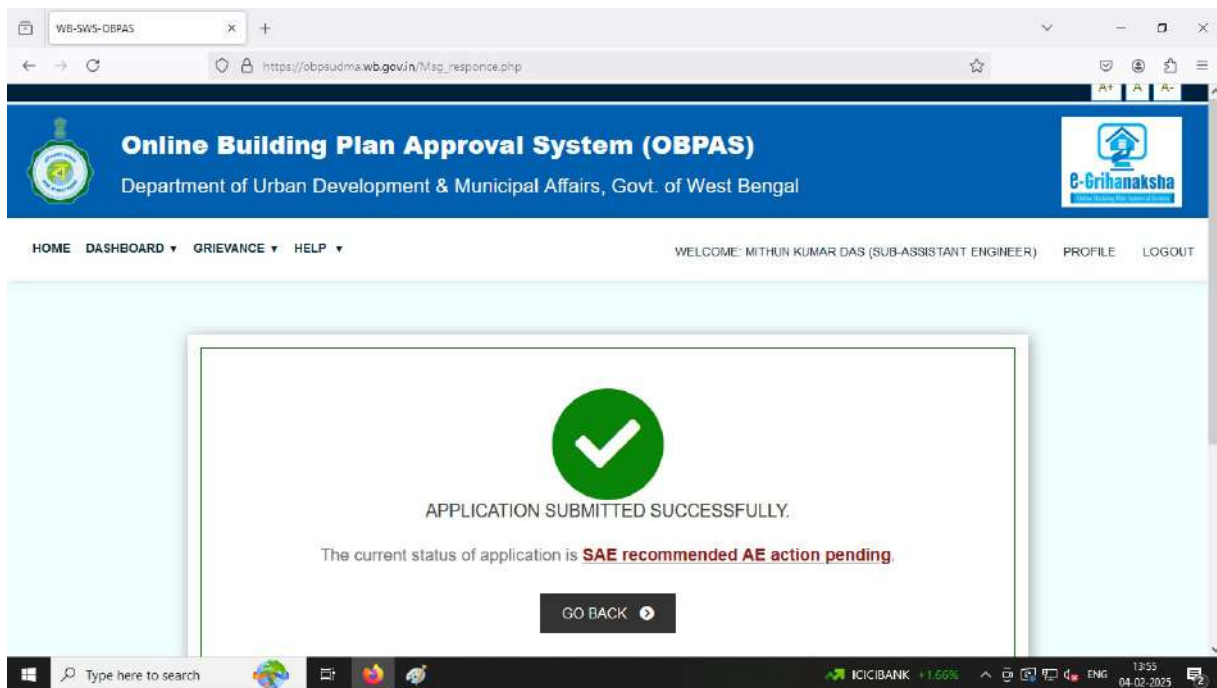 WB-SWS-OBPAS
https://obpsudma.wb.gov.in/Msg_responce.php
A+ A A-
Online Building Plan Approval System (OBPAS)
Department of Urban Development & Municipal Affairs, Govt. of West Bengal
e-Grihanaksha
HOME DASHBOARD ▾ GRIEVANCE ▾ HELP ▾ WELCOME: MITHUN KUMAR DAS (SUB-ASSISTANT ENGINEER) PROFILE LOGOUT
APPLICATION SUBMITTED SUCCESSFULLY.
The current status of application is SAE recommended AE action pending.
GO BACK
Type here to search ICICIBANK +1.66% ENG 13:55
04-02-2025 2